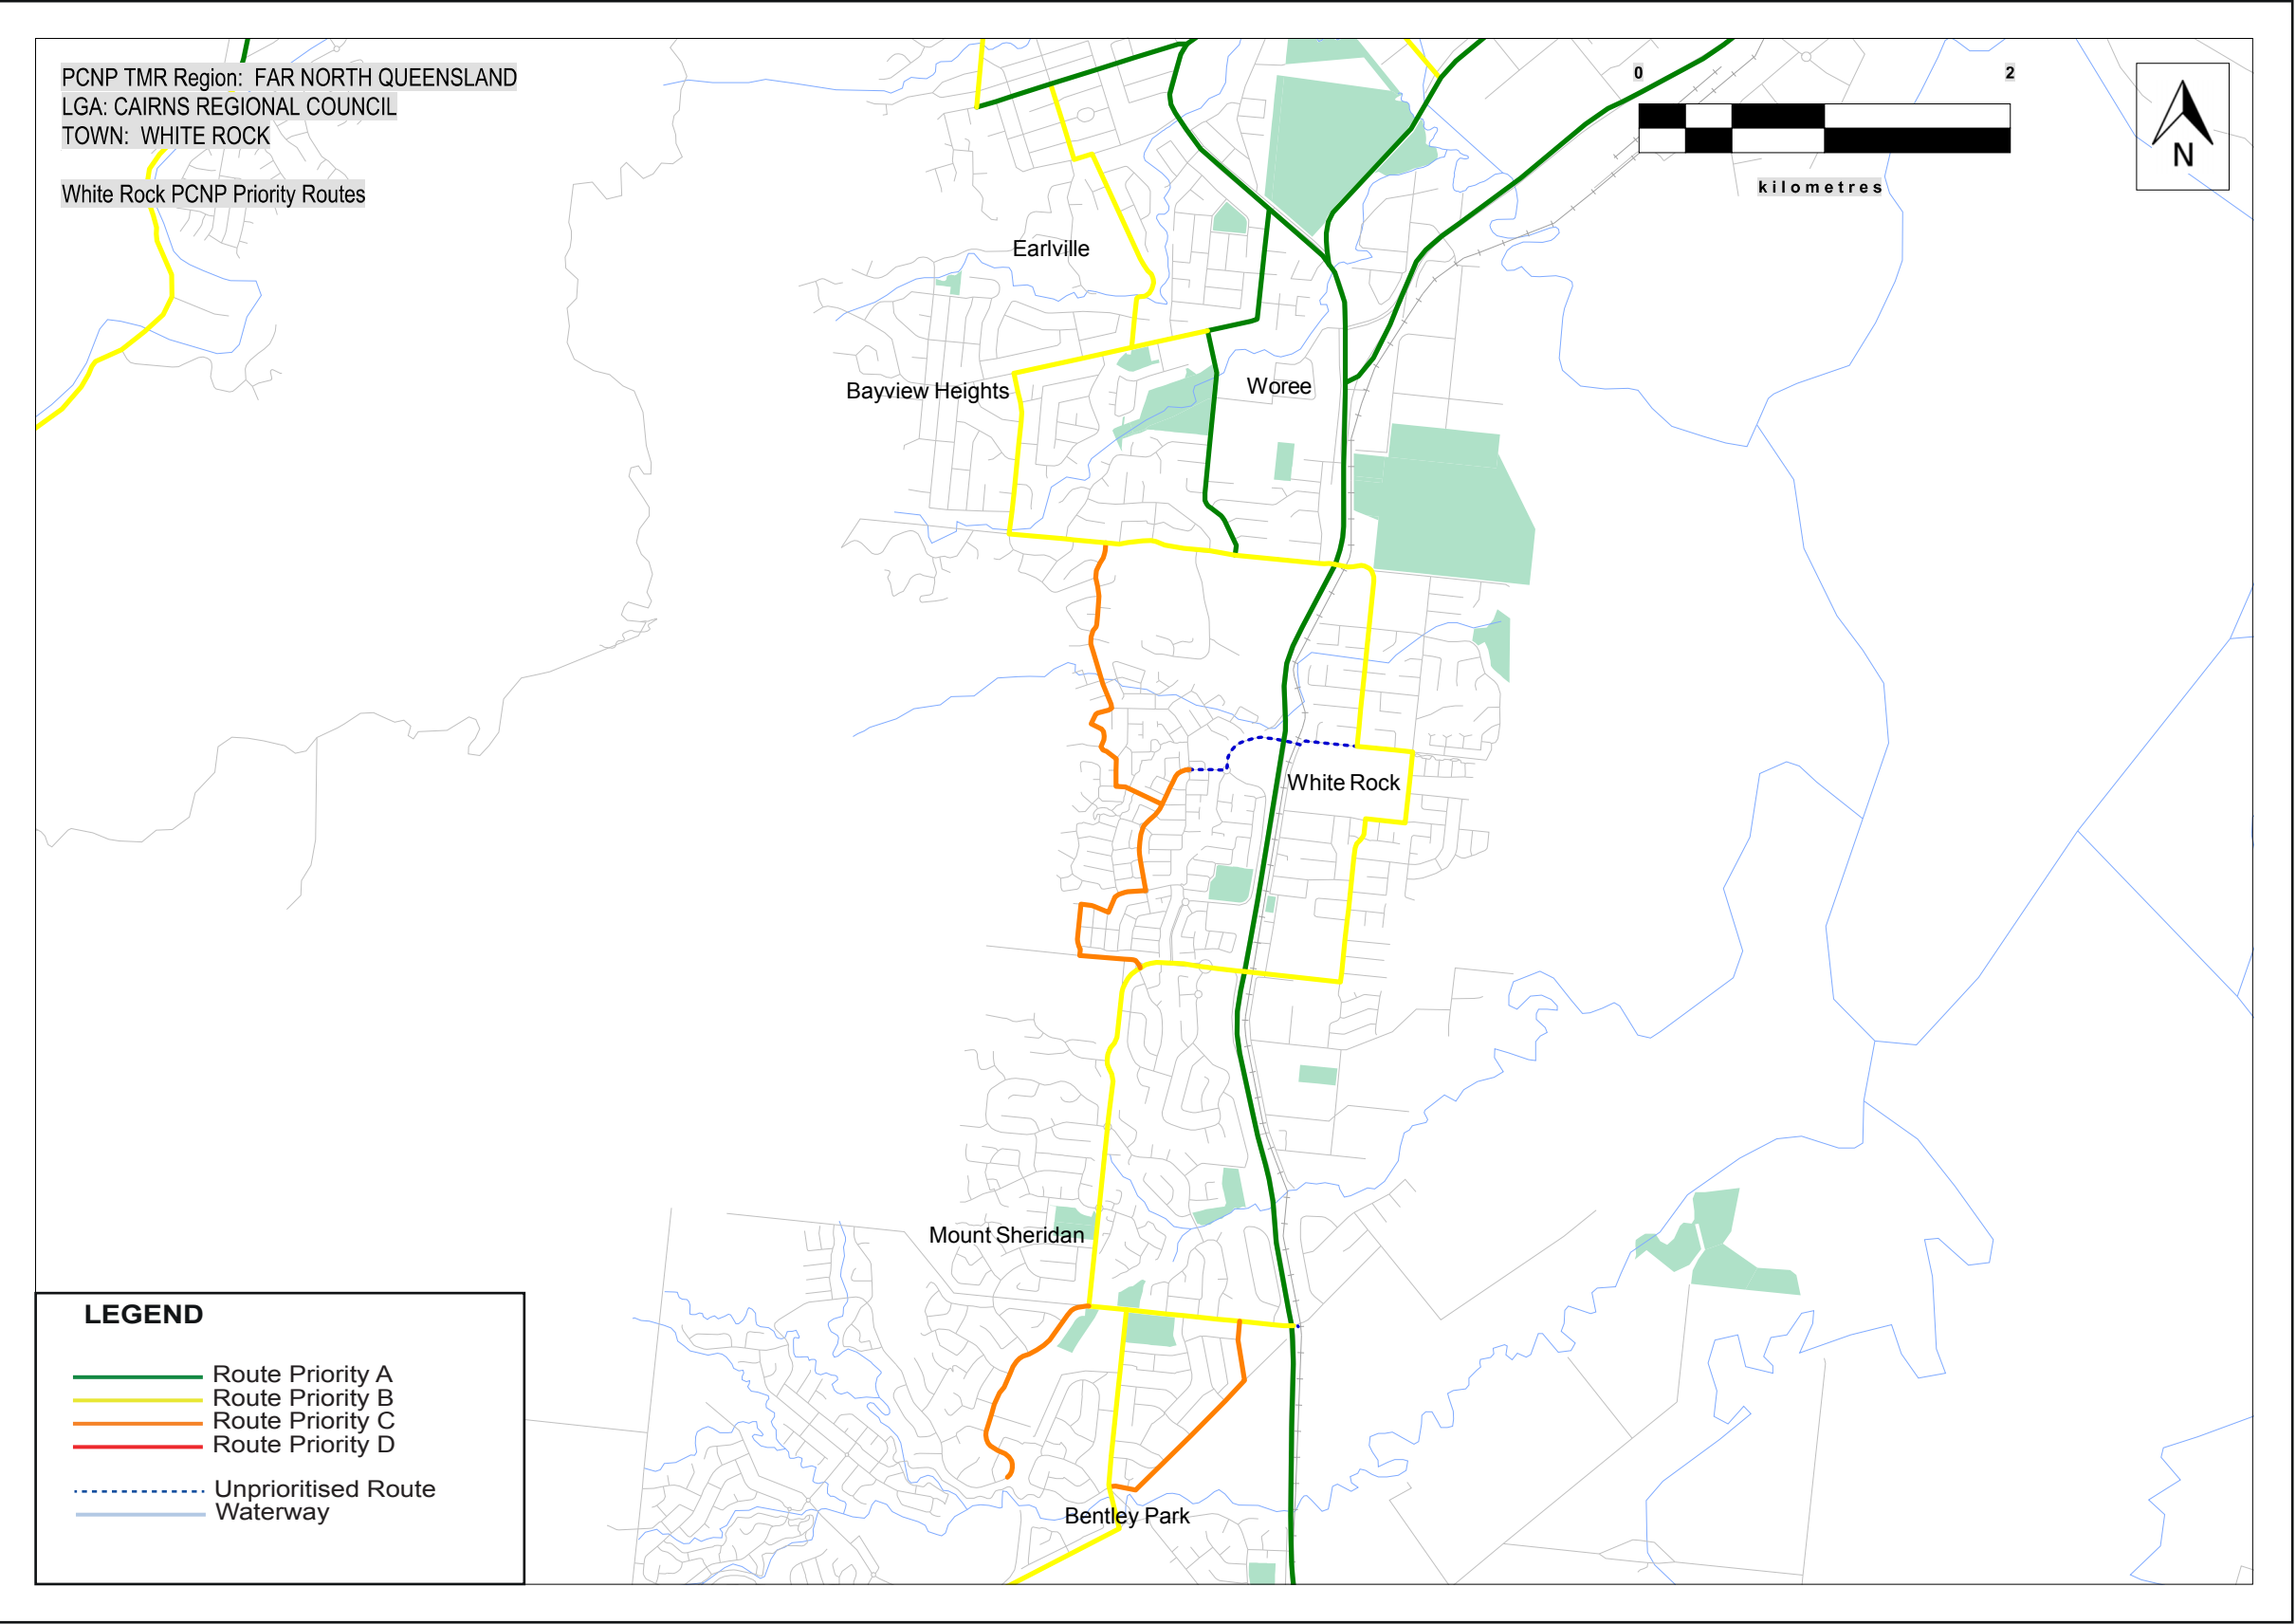 PCNP TMR Region: FAR NORTH QUEENSLAND
LGA: CAIRNS REGIONAL COUNCIL
TOWN: WHITE ROCK
White Rock PCNP Priority Routes
0 2
kilometres
N
Earlville
Bayview Heights
Woree
White Rock
Mount Sheridan
Bentley Park
LEGEND
Route Priority A
Route Priority B
Route Priority C
Route Priority D
Unprioritised Route
Waterway